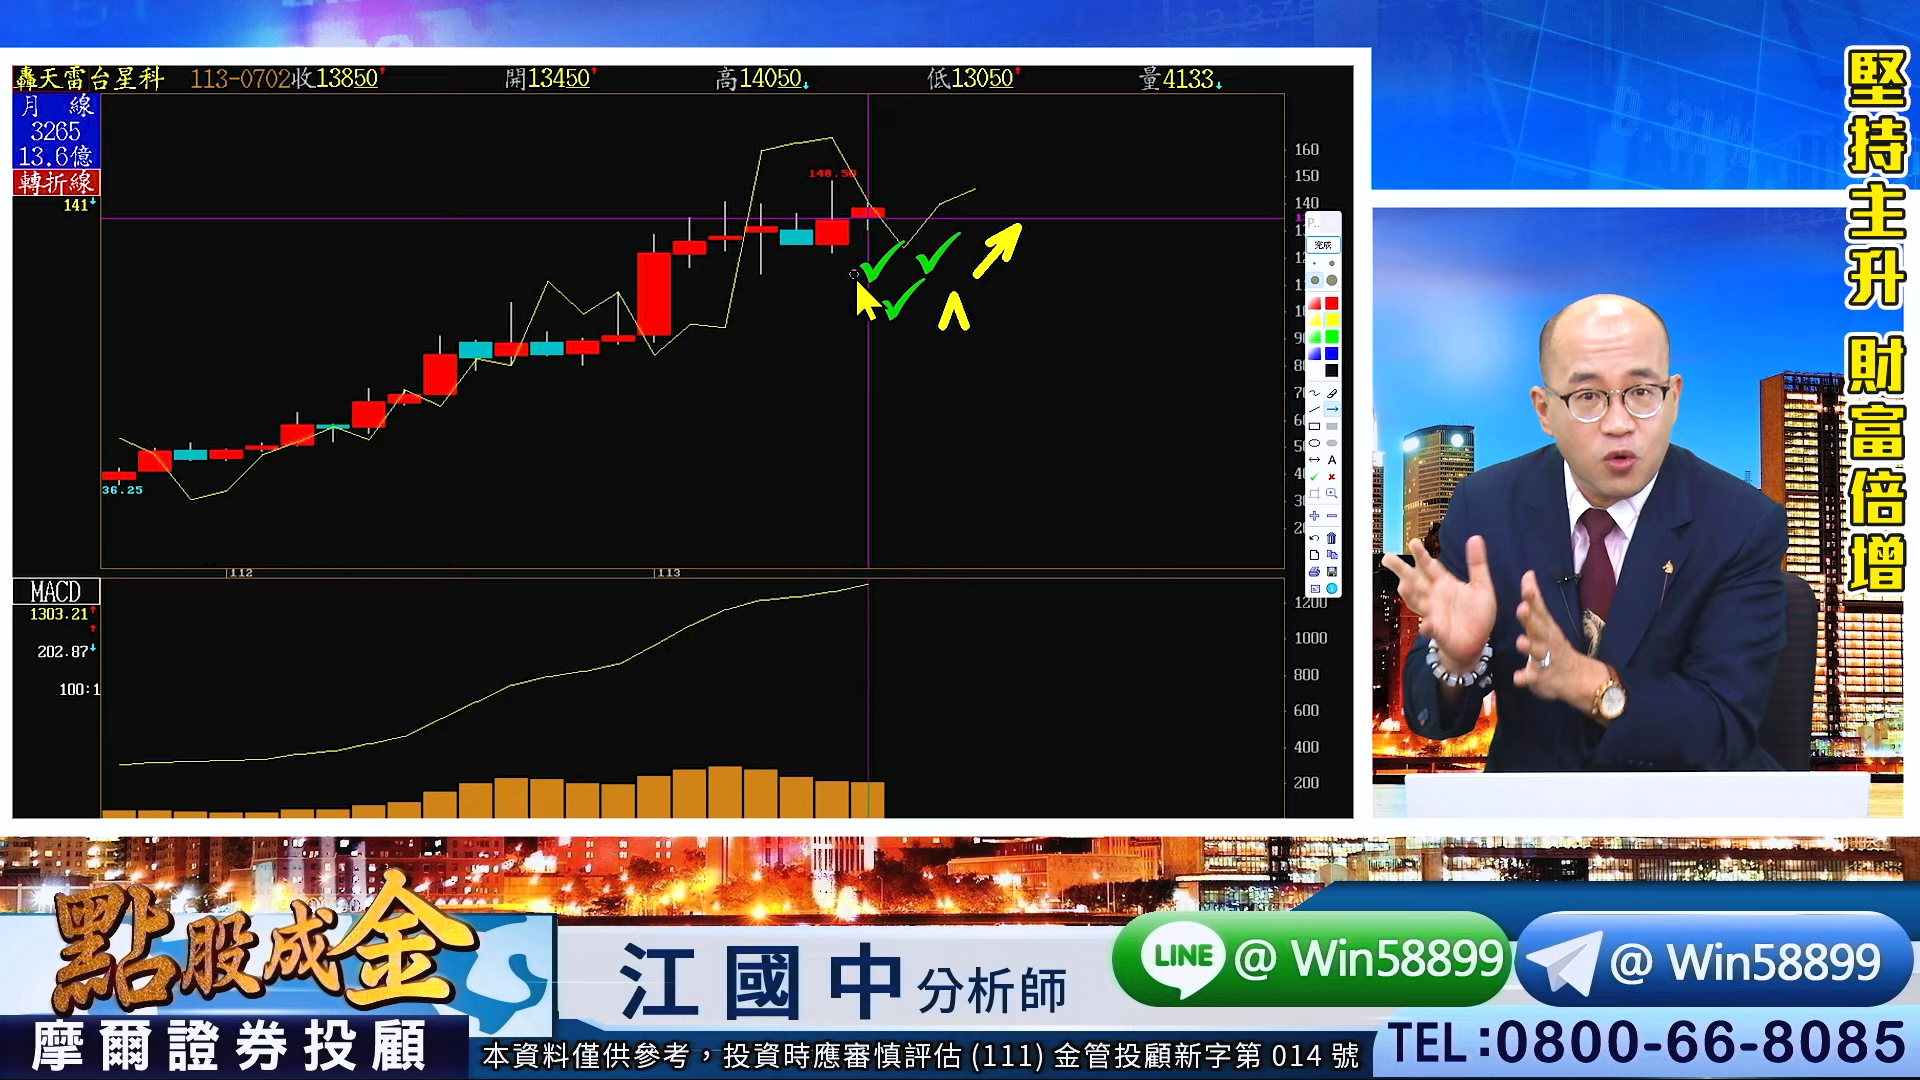 轟天雷台星科 113-0702收13850 開13450 高14050 低13050 量4133
月 線
3265
13.6億
轉折線
141
148.50
36.25
160
150
140
完成
112
113
MACD
1303.21
202.87
100:1
1200
1000
800
600
400
200
堅持主升 財富倍增
點股成金
摩爾證券投顧
江國中 分析師
LINE @ Win58899
@ Win58899
TEL:0800-66-8085
本資料僅供參考，投資時應審慎評估 (111) 金管投顧新字第 014 號